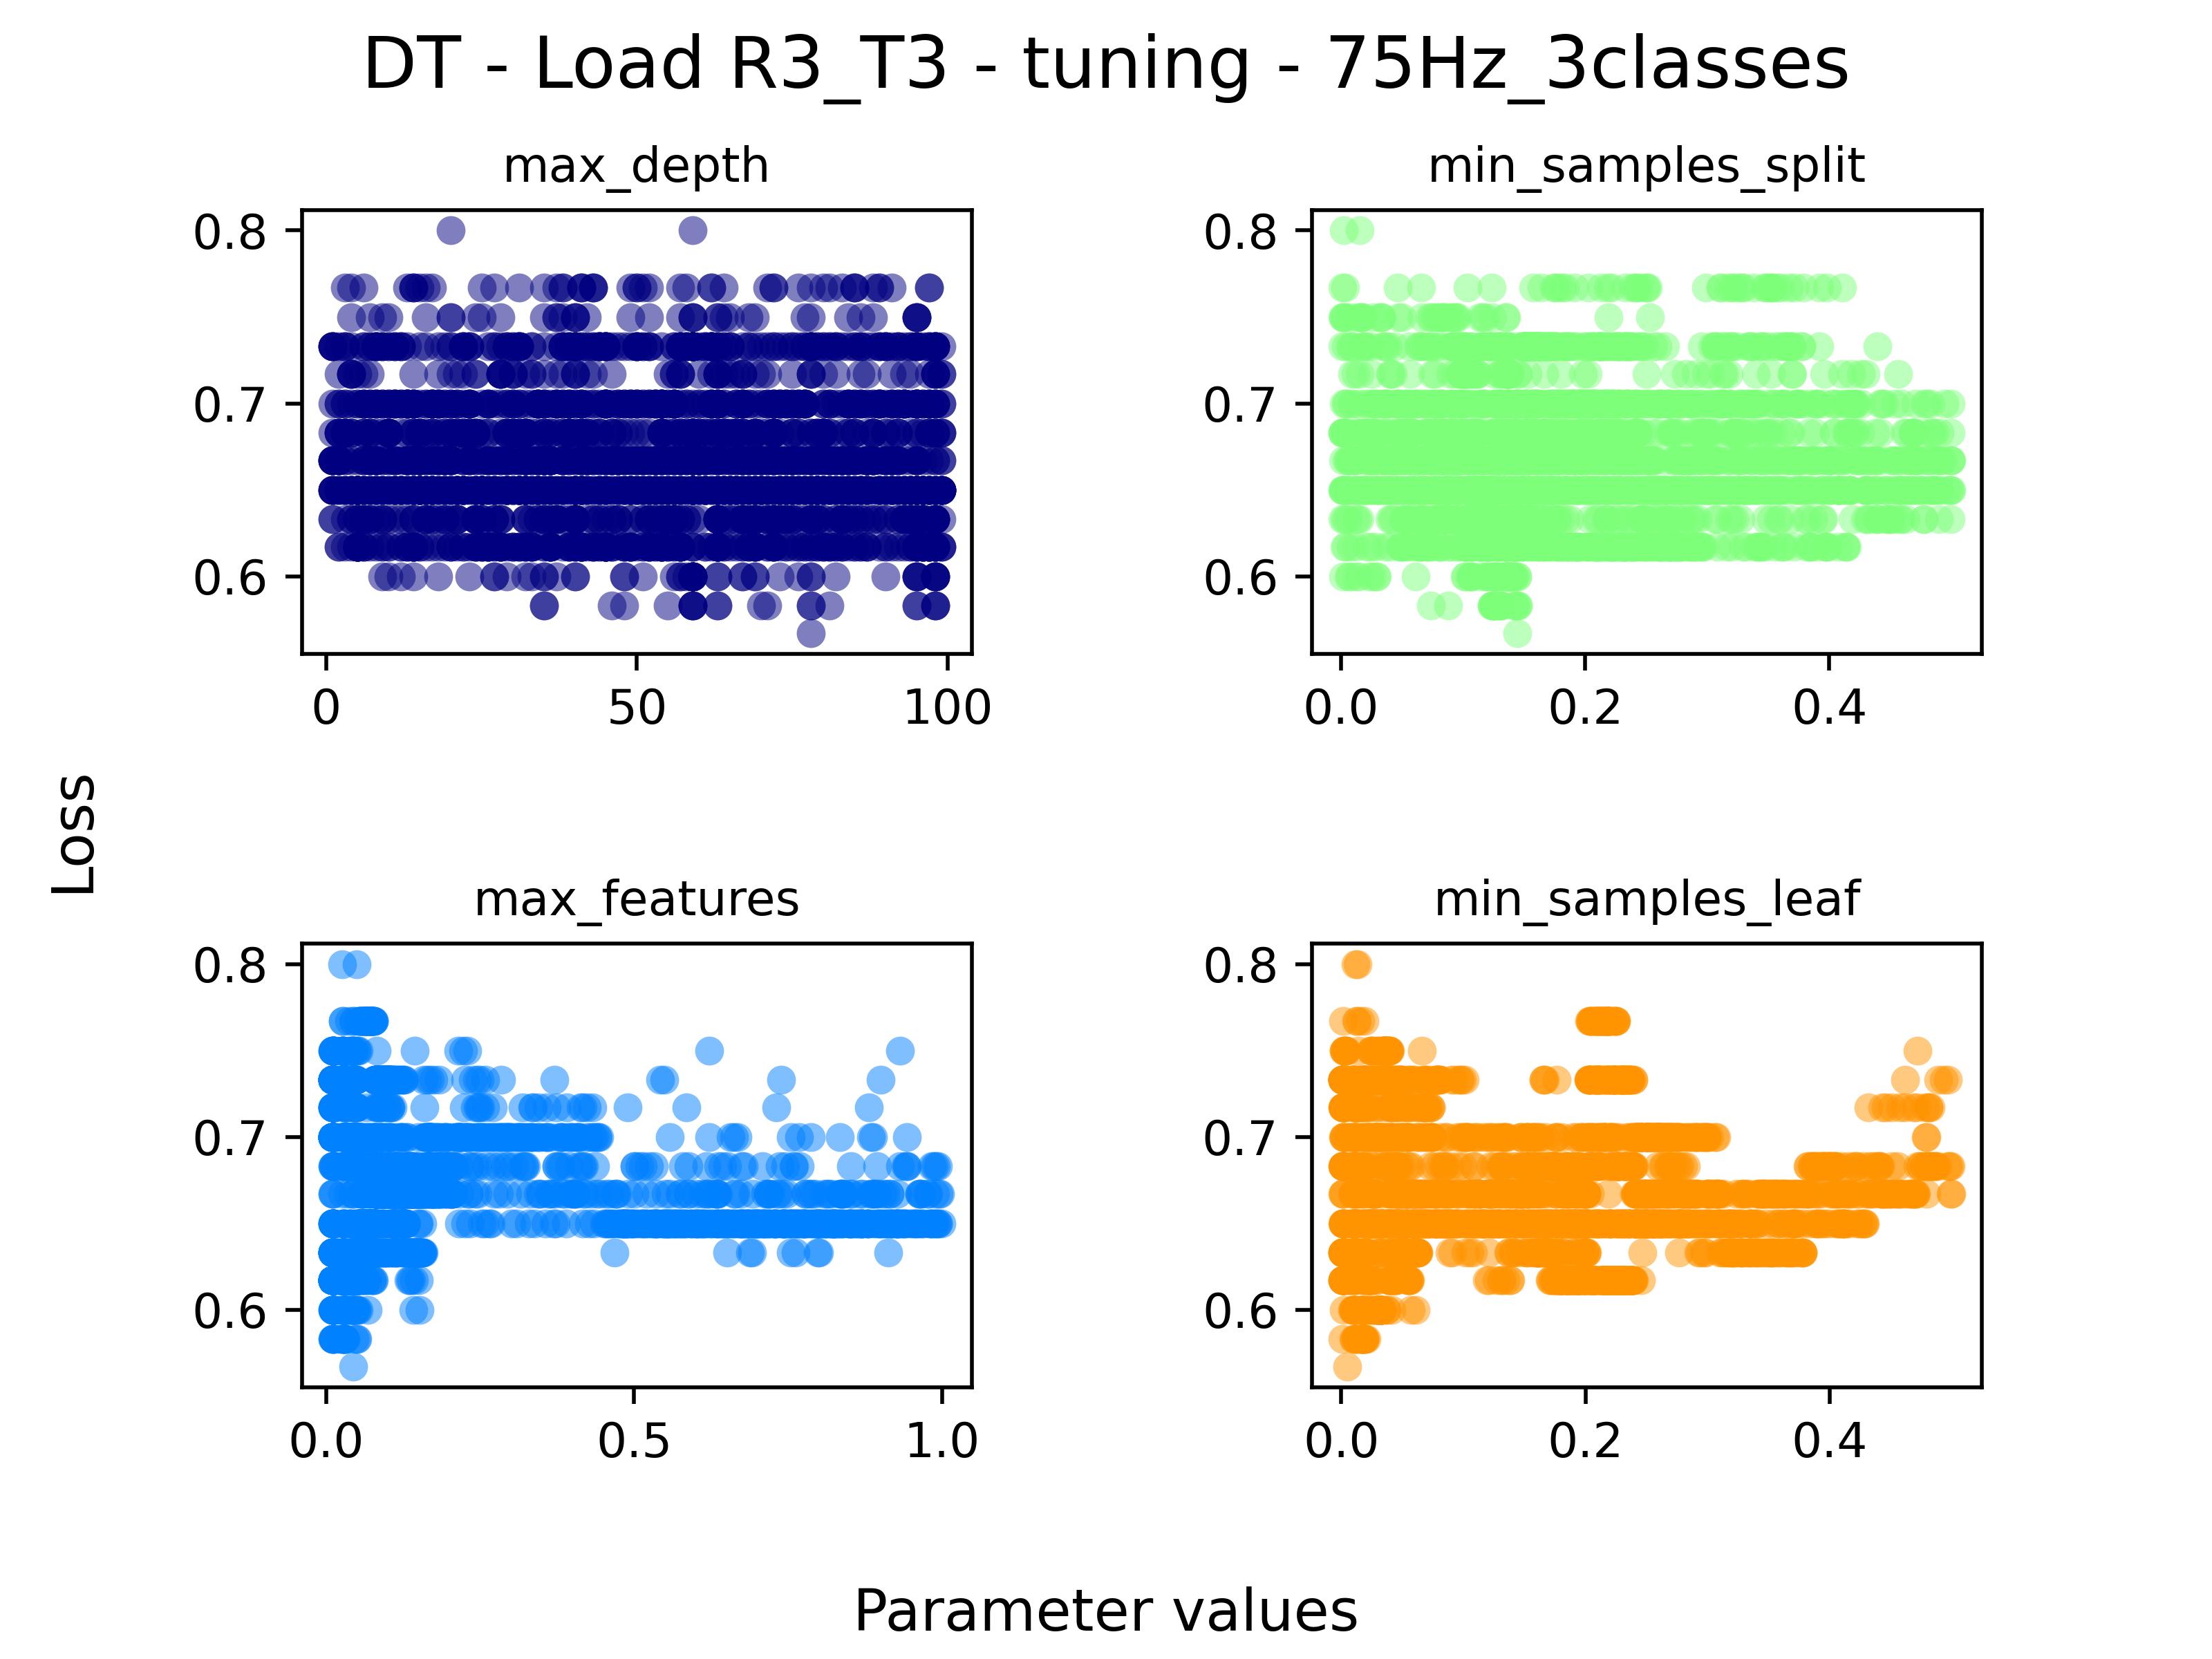 DT - Load R3_T3 - tuning - 75Hz_3classes
max_depth
0.8
0.7
0.6
0 50 100
min_samples_split
0.8
0.7
0.6
0.0 0.2 0.4
Loss
max_features
0.8
0.7
0.6
0.0 0.5 1.0
min_samples_leaf
0.8
0.7
0.6
0.0 0.2 0.4
Parameter values